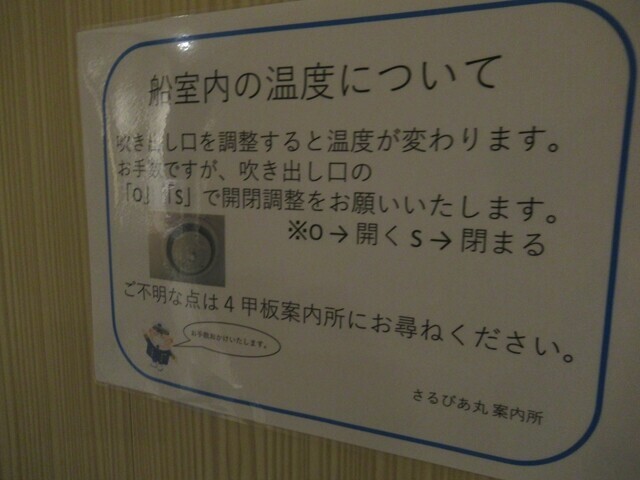 船室内の温度について
吹き出し口を調整すると温度が変わります。
お手数ですが、吹き出し口の
「O」「S」で開閉調整をお願いいたします。
※O→開く S→閉まる
ご不明な点は4甲板案内所にお尋ねください。
お手数おかけいたします。
さるびあ丸 案内所